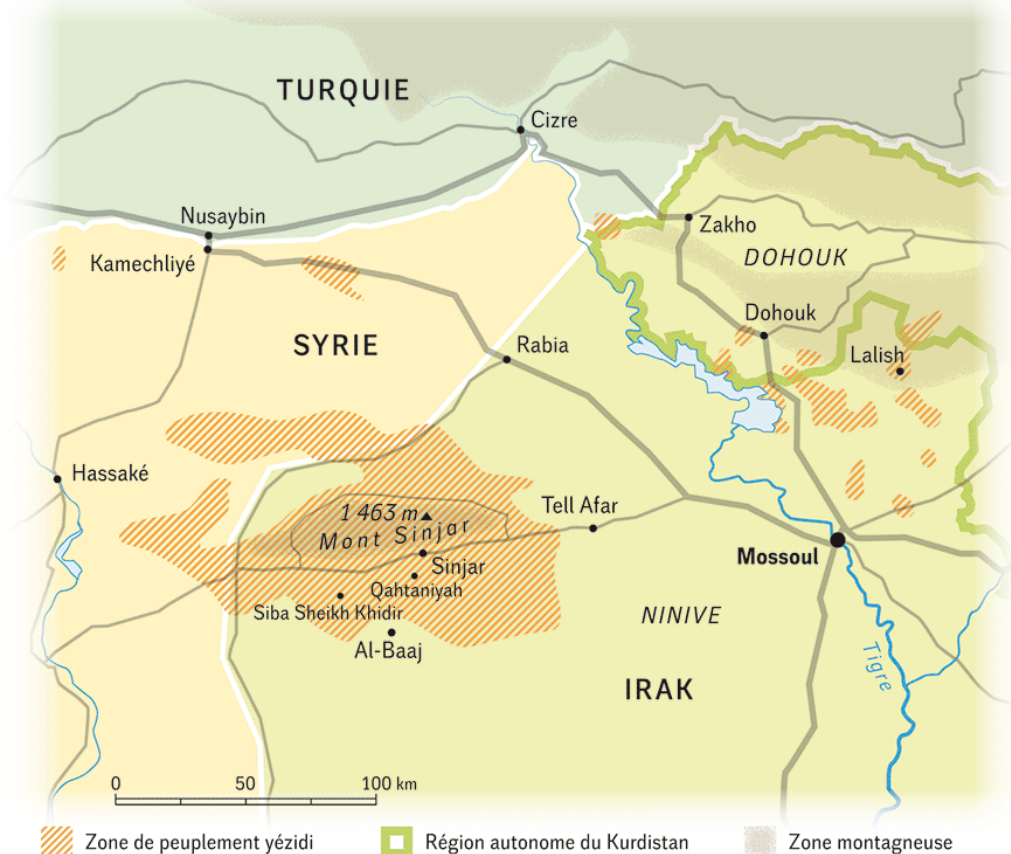 TURQUIE
Cizre
Nusaybin
Kamechliyé
Zakho
DOHOUK
Dohouk
SYRIE
Rabia
Lalish
Hassaké
1 463 m
Mont Sinjar
Tell Afar
Sinjar
Mossoul
Qahtaniyah
Siba Sheikh Khidir
Al-Baaj
NINIVE
Tigre
IRAK
0 50 100 km
Zone de peuplement yézidi
Région autonome du Kurdistan
Zone montagneuse